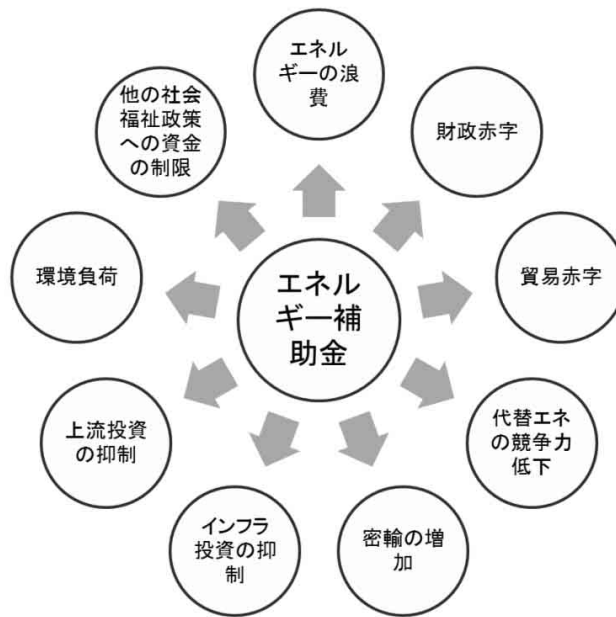 エネル
ギーの浪
費
財政赤字
貿易赤字
代替エネ
の競争力
低下
密輸の増
加
インフラ
投資の抑
制
上流投資
の抑制
環境負荷
他の社会
福祉政策
への資金
の制限
エネル
ギー補
助金